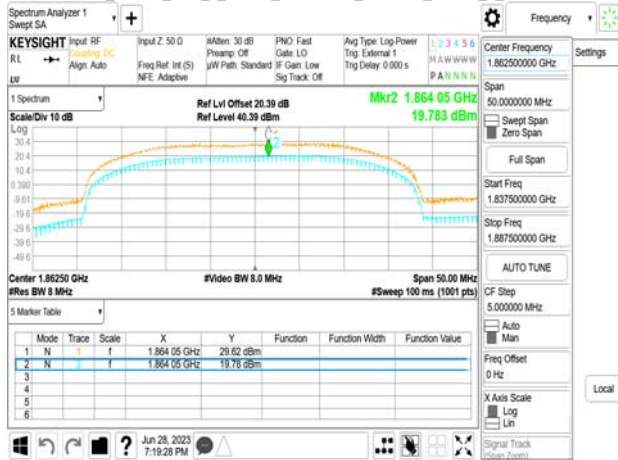 Spectrum Analyzer 1
Swept SA
+
Frequency
Settings
KEYSIGHT
RL
LVI
Input: RF
Coupling: DC
Align: Auto
Input Z: 50 Ω
Freq Ref: Int (S)
NFE: Adaptive
#Atten: 30 dB
Preamp: Off
µW Path: Standard
PNO: Fast
Gate: LO
IF Gain: Low
Sig Track: Off
Avg Type: Log-Power
Trig: External 1
Trig Delay: 0.000 s
1 2 3 4 5 6
M A W W W W
P A N N N N
1 Spectrum
Scale/Div 10 dB
Log
Ref Lvl Offset 20.39 dB
Ref Level 40.39 dBm
Mkr2 1.864 05 GHz
19.783 dBm
30.4
20.4
10.4
0.390
-9.61
-19.6
-29.6
-39.6
-49.6
2
Center 1.86250 GHz
#Res BW 8 MHz
#Video BW 8.0 MHz
Span 50.00 MHz
#Sweep 100 ms (1001 pts)
5 Marker Table
Mode Trace Scale X Y Function Function Width Function Value
1 N 1 f 1.864 05 GHz 29.62 dBm
2 N 2 f 1.864 05 GHz 19.78 dBm
3
4
5
6
Center Frequency
1.862500000 GHz
Span
50.0000000 MHz
Swept Span
Zero Span
Full Span
Start Freq
1.837500000 GHz
Stop Freq
1.887500000 GHz
AUTO TUNE
CF Step
5.000000 MHz
Auto
Man
Freq Offset
0 Hz
X Axis Scale
Log
Lin
Signal Track
(Span Zoom)
Local
?
Jun 28, 2023
7:19:28 PM